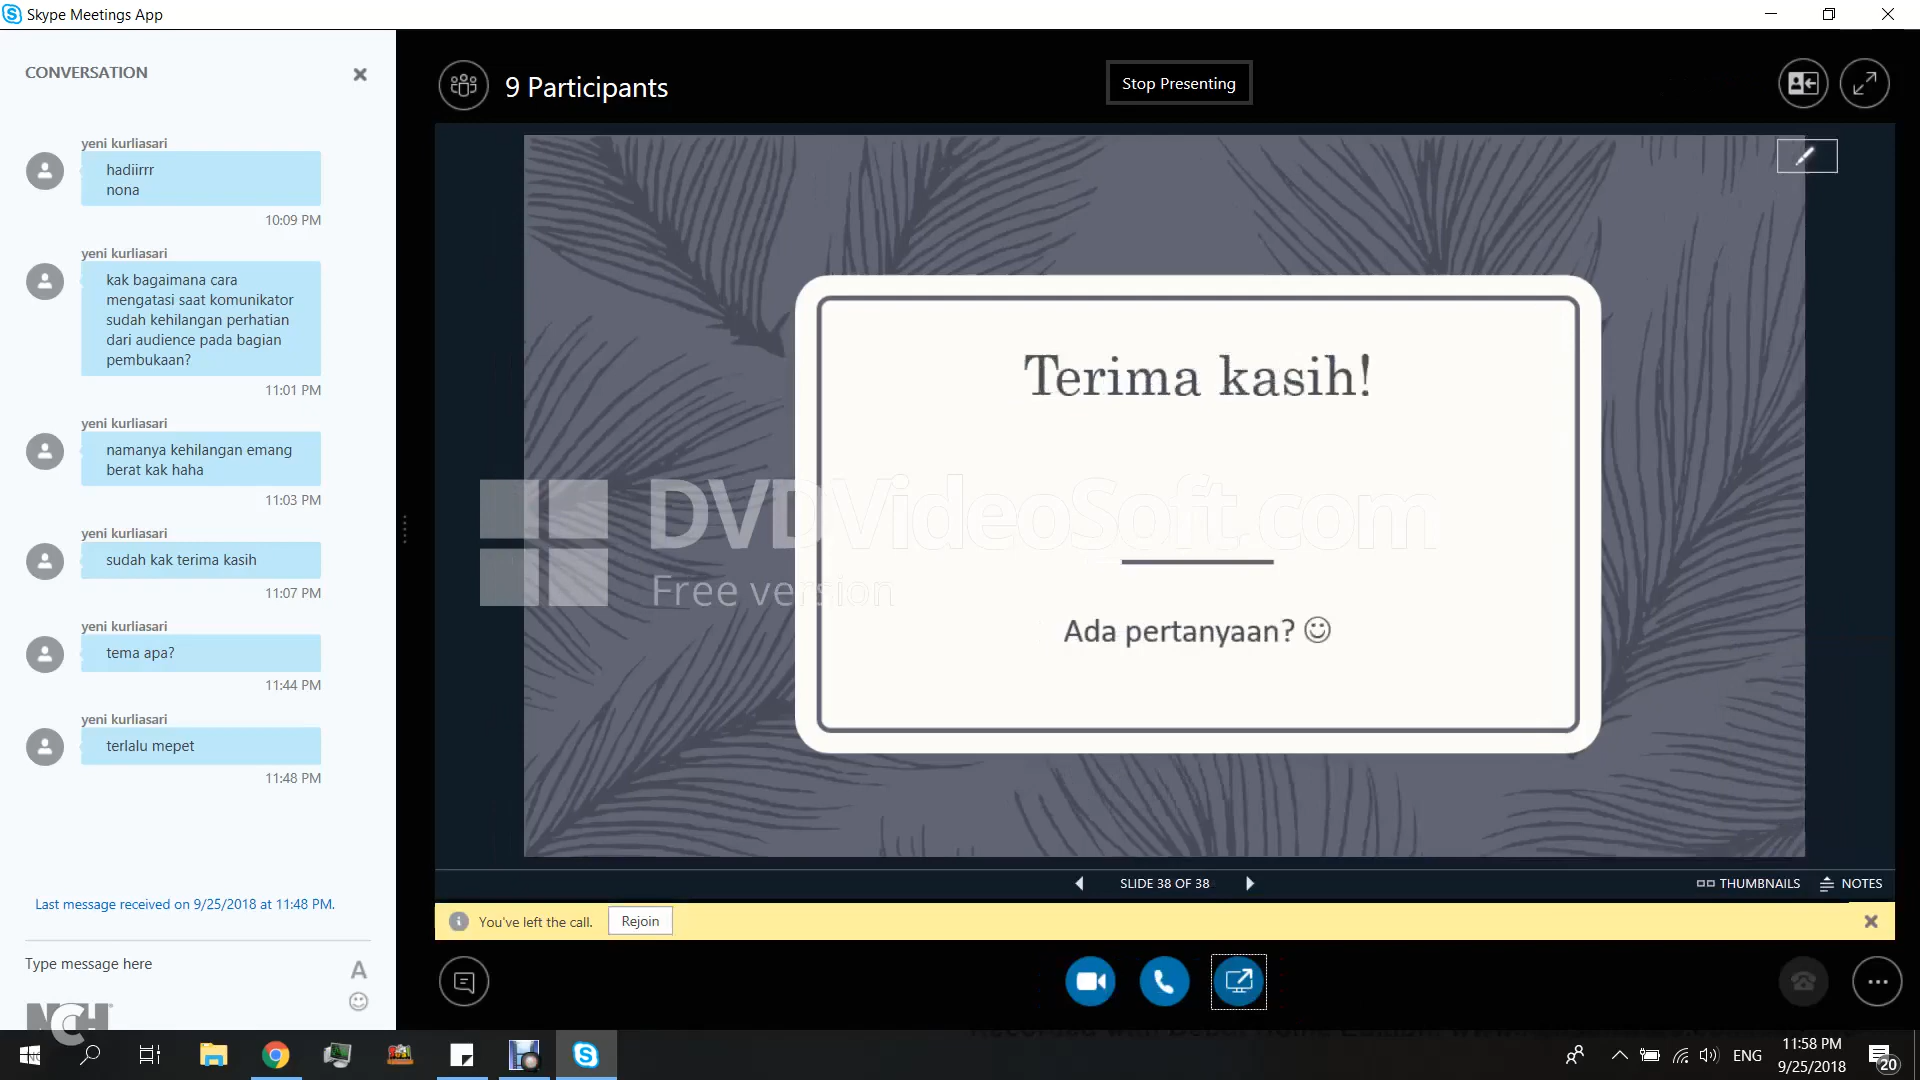 Skype Meetings App
CONVERSATION
yeni kurliasari
hadiirrr
nona
10:09 PM
yeni kurliasari
kak bagaimana cara
mengatasi saat komunikator
sudah kehilangan perhatian
dari audience pada bagian
pembukaan?
11:01 PM
yeni kurliasari
namanya kehilangan emang
berat kak haha
11:03 PM
yeni kurliasari
sudah kak terima kasih
11:07 PM
yeni kurliasari
tema apa?
11:44 PM
yeni kurliasari
terlalu mepet
11:48 PM
Last message received on 9/25/2018 at 11:48 PM.
Type message here
A
NCH
9 Participants
Stop Presenting
Terima kasih!
Ada pertanyaan? ☺
DVDVideoSoft.com
Free version
SLIDE 38 OF 38
THUMBNAILS
NOTES
You've left the call.
Rejoin
ENG
11:58 PM
9/25/2018
20